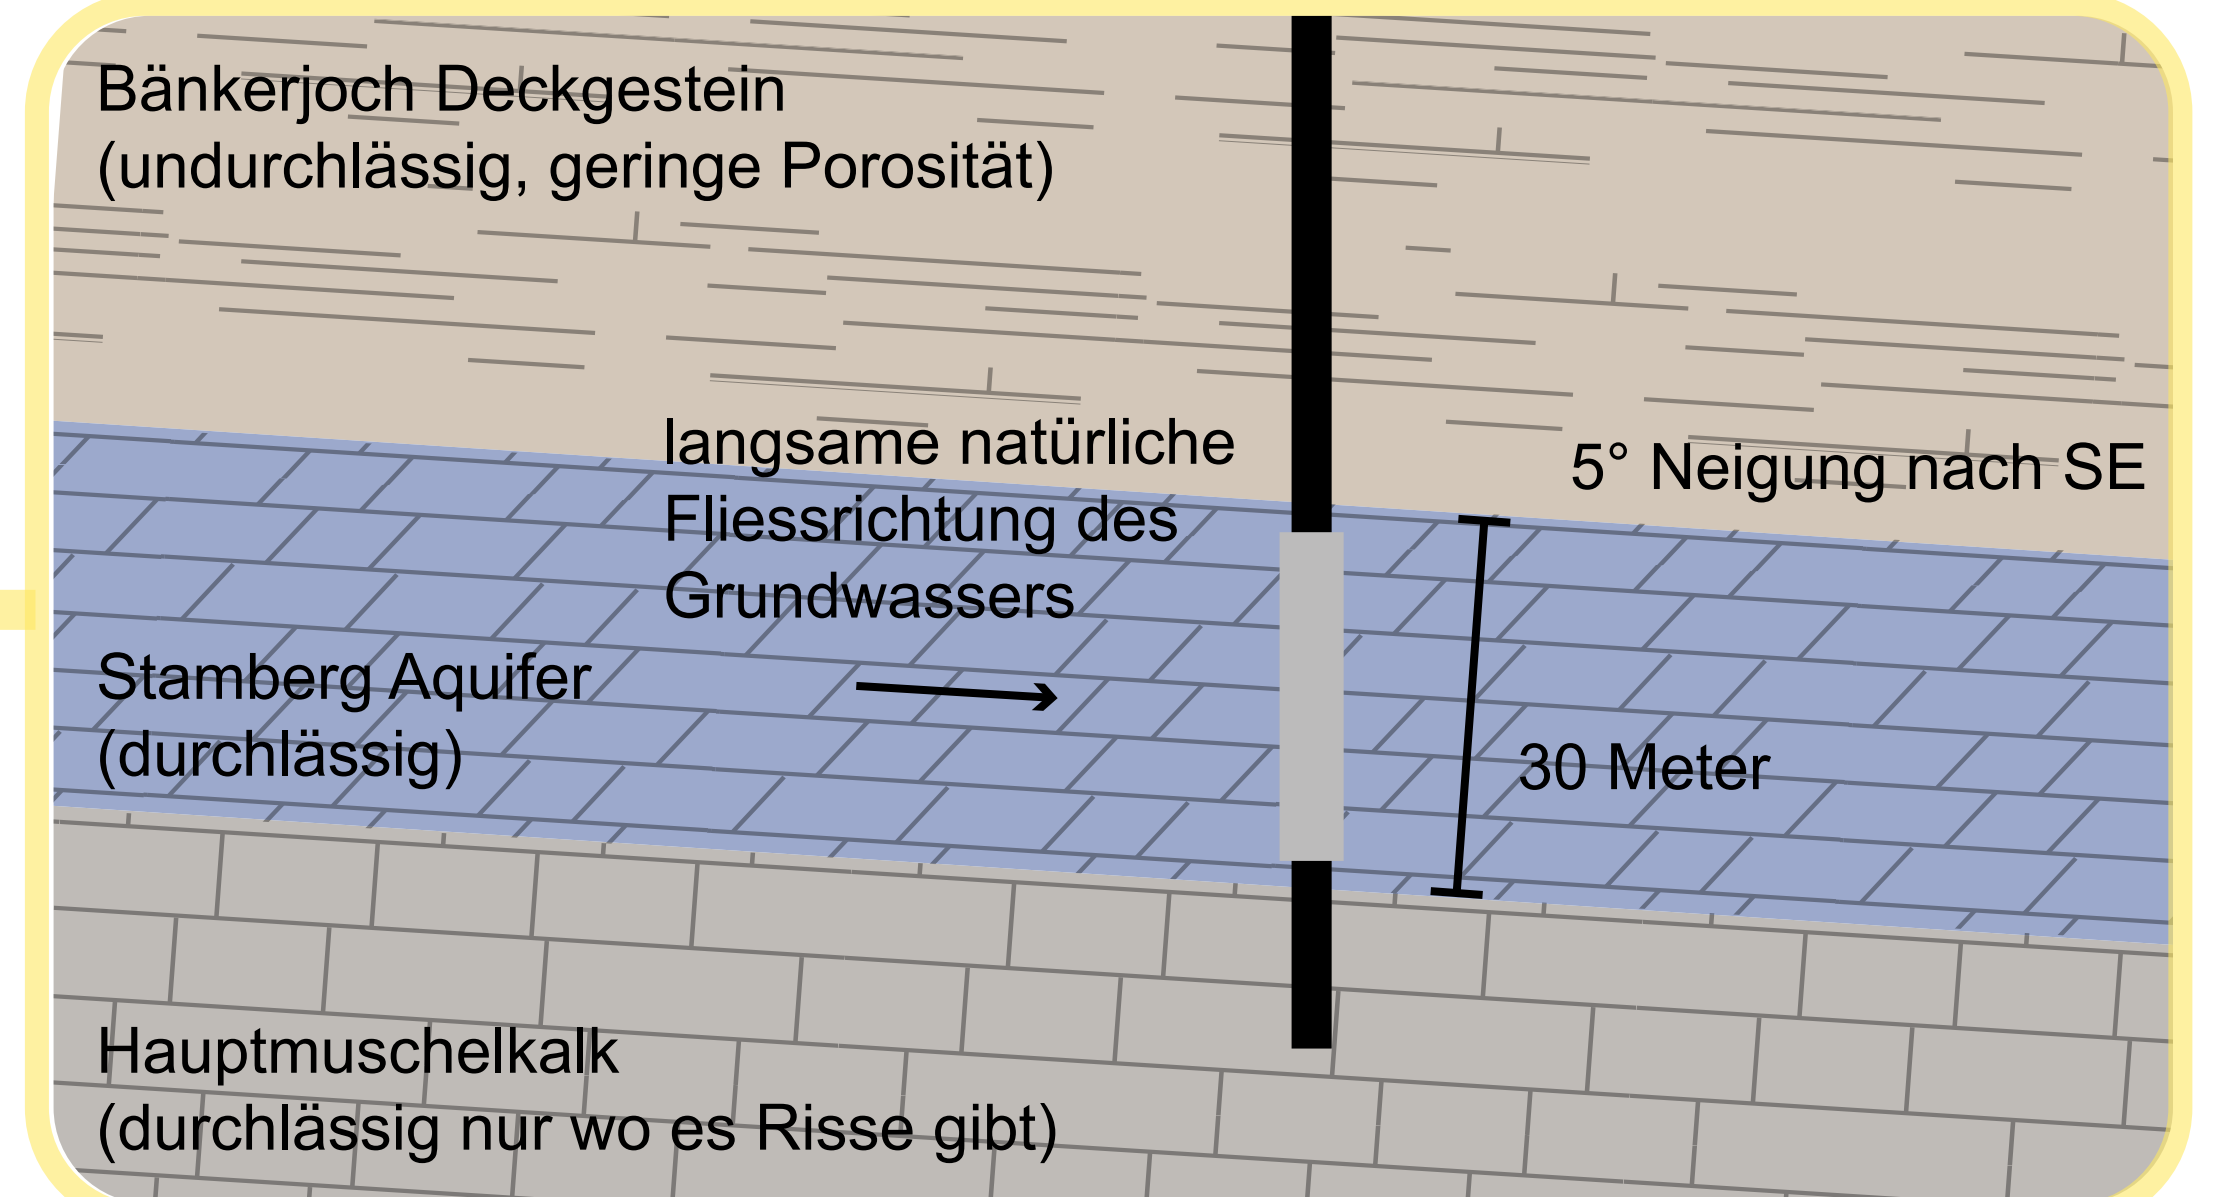 Bänkerjoch Deckgestein
(undurchlässig, geringe Porosität)
langsame natürliche
Fliessrichtung des
Grundwassers
5° Neigung nach SE
Stamberg Aquifer
(durchlässig)
30 Meter
Hauptmuschelkalk
(durchlässig nur wo es Risse gibt)